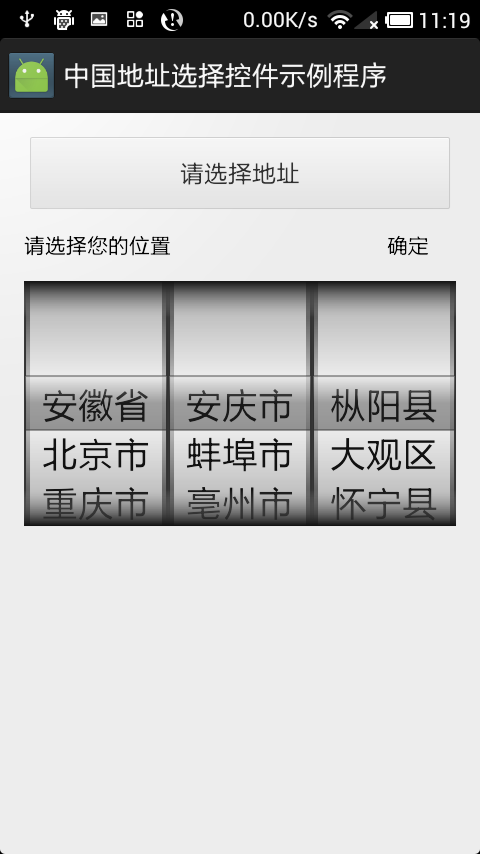 0.00K/s 11:19
中国地址选择控件示例程序
请选择地址
请选择您的位置 确定
安徽省 安庆市 枞阳县
北京市 蚌埠市 大观区
重庆市 亳州市 怀宁县